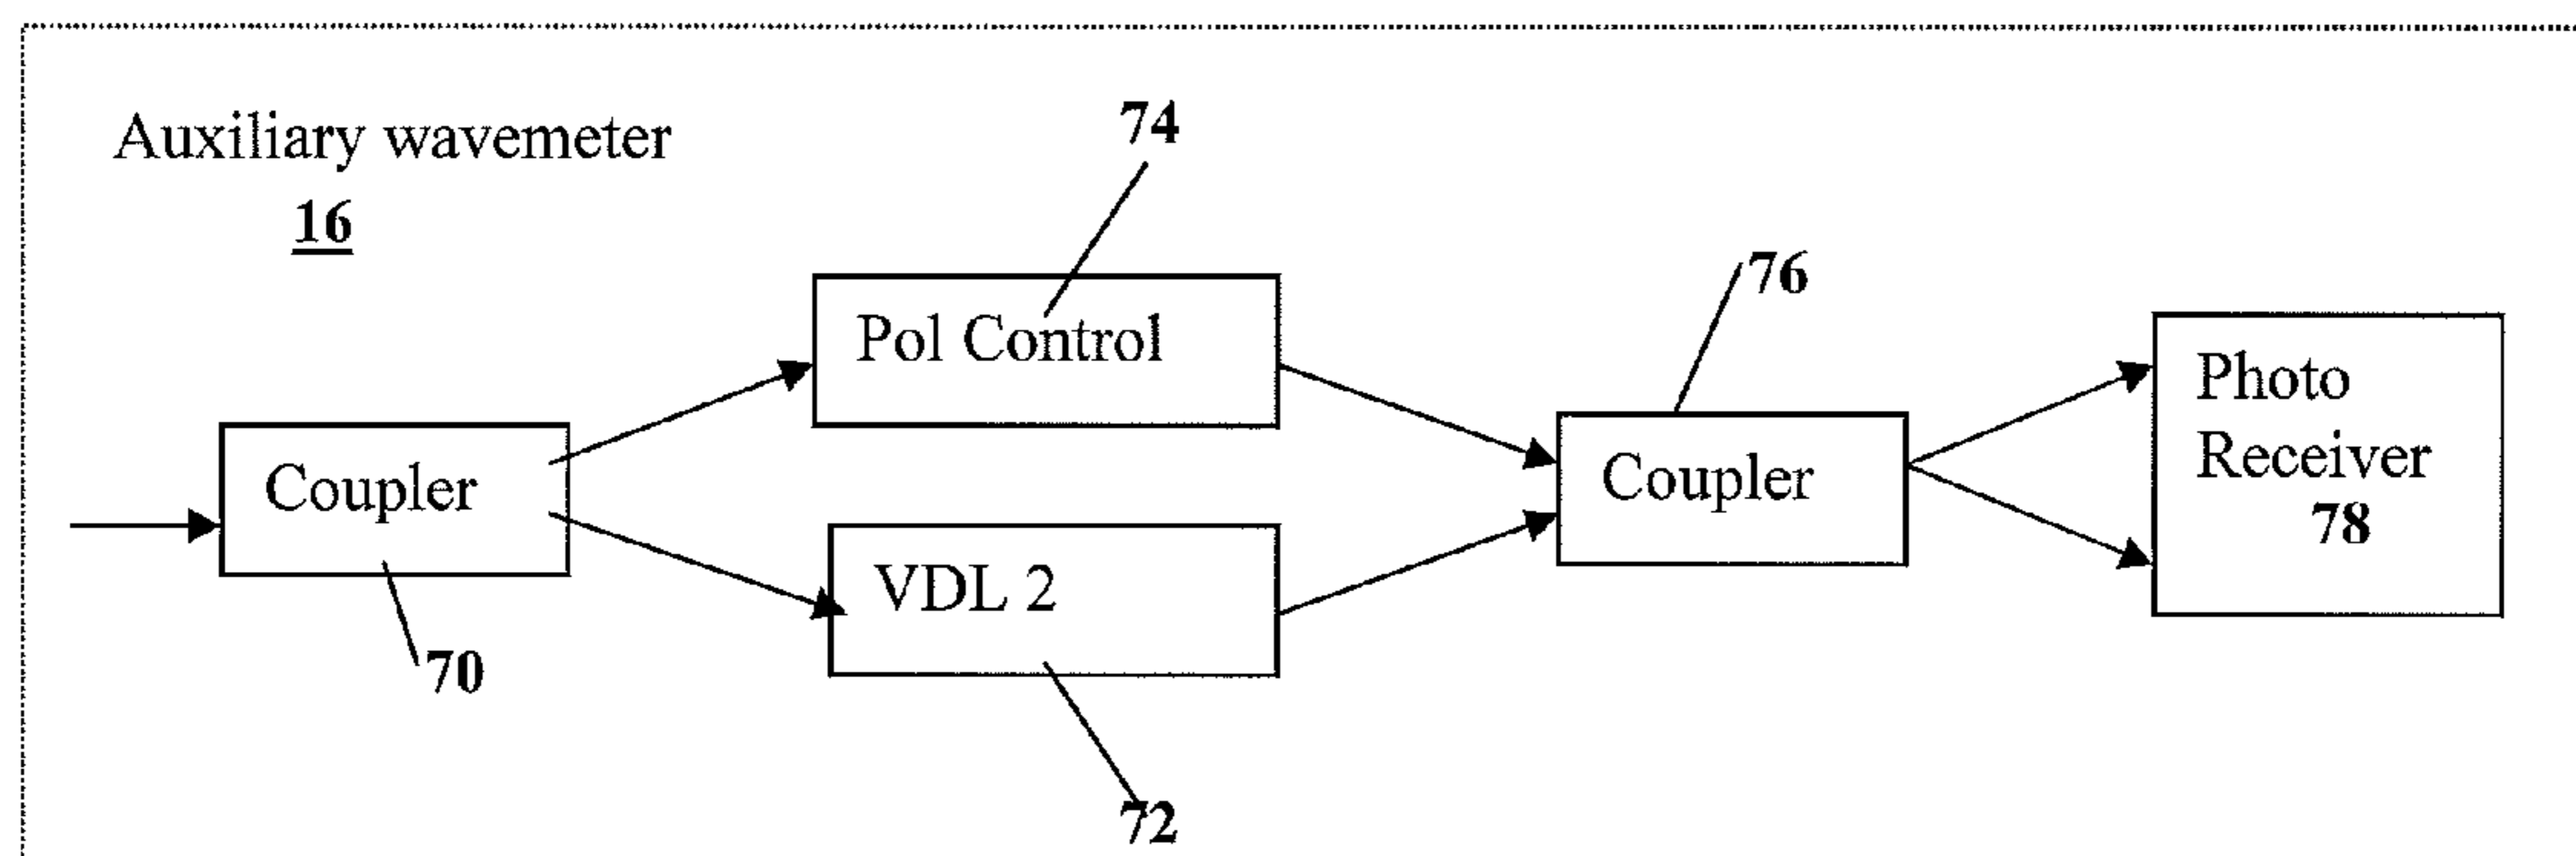 Auxiliary wavemeter
16
74
Pol Control
76
Photo
Receiver
78
Coupler
Coupler
70
VDL 2
72